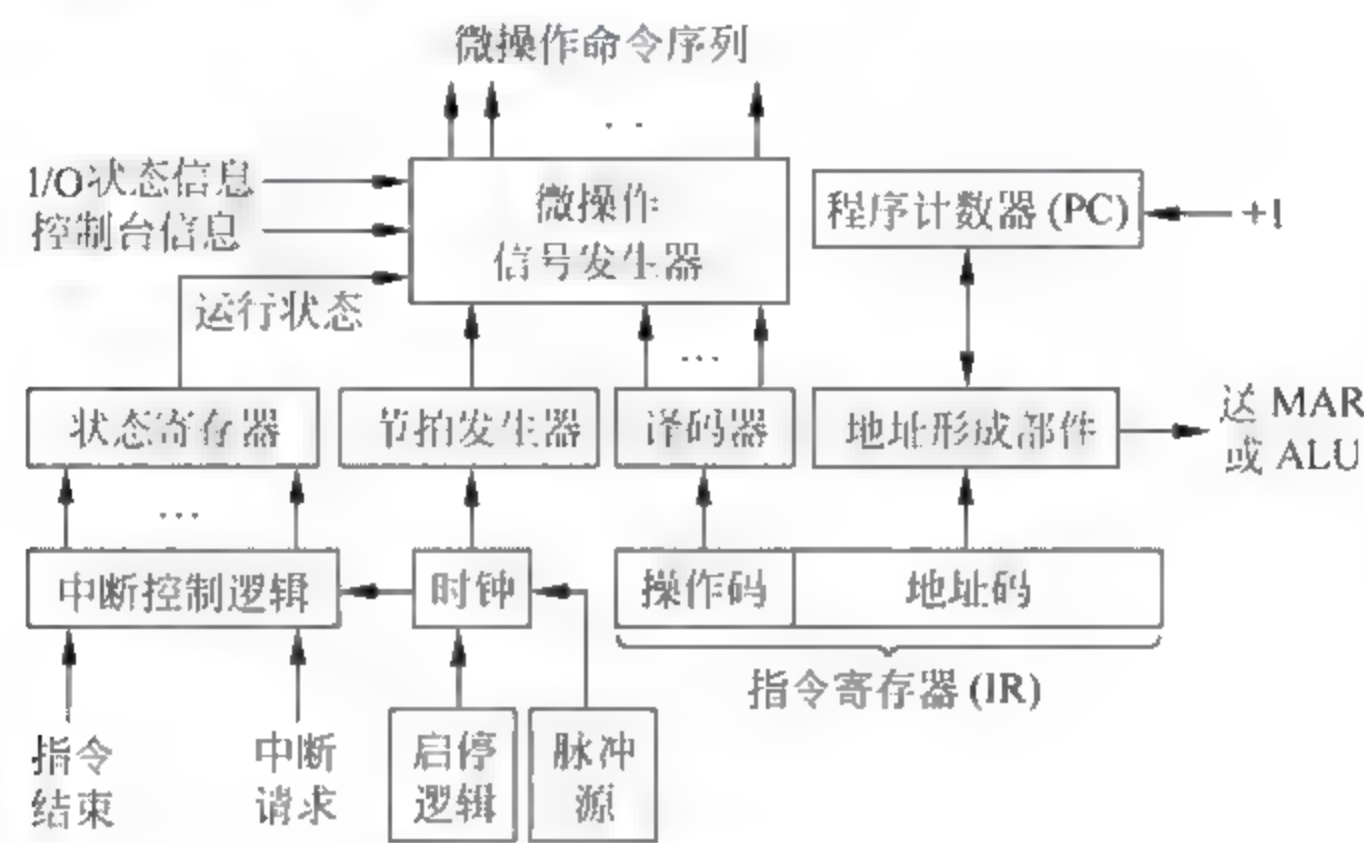 微操作命令序列
I/O状态信息
控制台信息
运行状态
微操作
信号发生器
程序计数器 (PC)
+1
状态寄存器
节拍发生器
译码器
地址形成部件
送 MAR
或 ALU
中断控制逻辑
时钟
操作码
地址码
指令寄存器 (IR)
指令
结束
中断
请求
启停
逻辑
脉冲
源